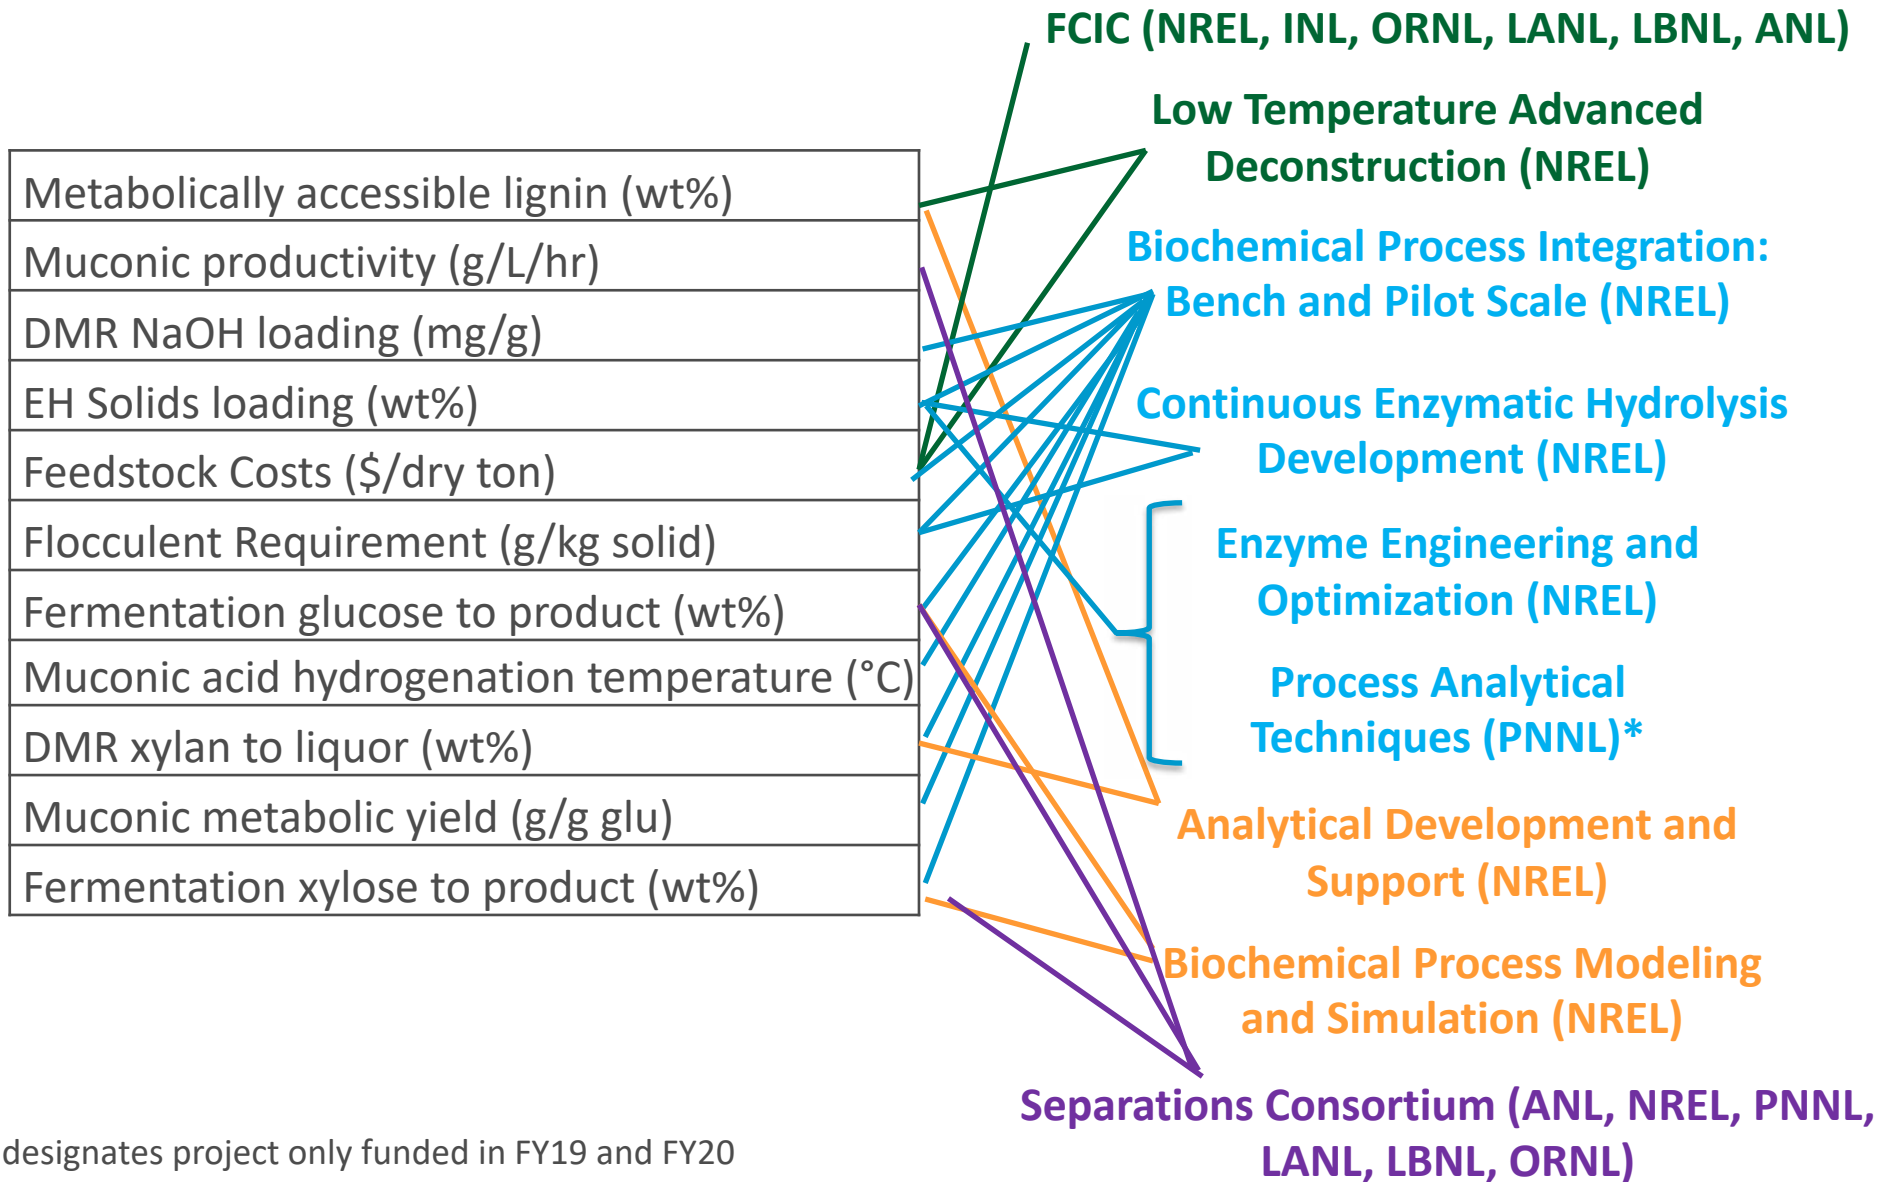 FCIC (NREL, INL, ORNL, LANL, LBNL, ANL)
Low Temperature Advanced
Deconstruction (NREL)
Biochemical Process Integration:
Bench and Pilot Scale (NREL)
Continuous Enzymatic Hydrolysis
Development (NREL)
Enzyme Engineering and
Optimization (NREL)
Process Analytical
Techniques (PNNL)*
Analytical Development and
Support (NREL)
Biochemical Process Modeling
and Simulation (NREL)
Separations Consortium (ANL, NREL, PNNL,
LANL, LBNL, ORNL)
Metabolically accessible lignin (wt%)
Muconic productivity (g/L/hr)
DMR NaOH loading (mg/g)
EH Solids loading (wt%)
Feedstock Costs ($/dry ton)
Flocculent Requirement (g/kg solid)
Fermentation glucose to product (wt%)
Muconic acid hydrogenation temperature (°C)
DMR xylan to liquor (wt%)
Muconic metabolic yield (g/g glu)
Fermentation xylose to product (wt%)
designates project only funded in FY19 and FY20